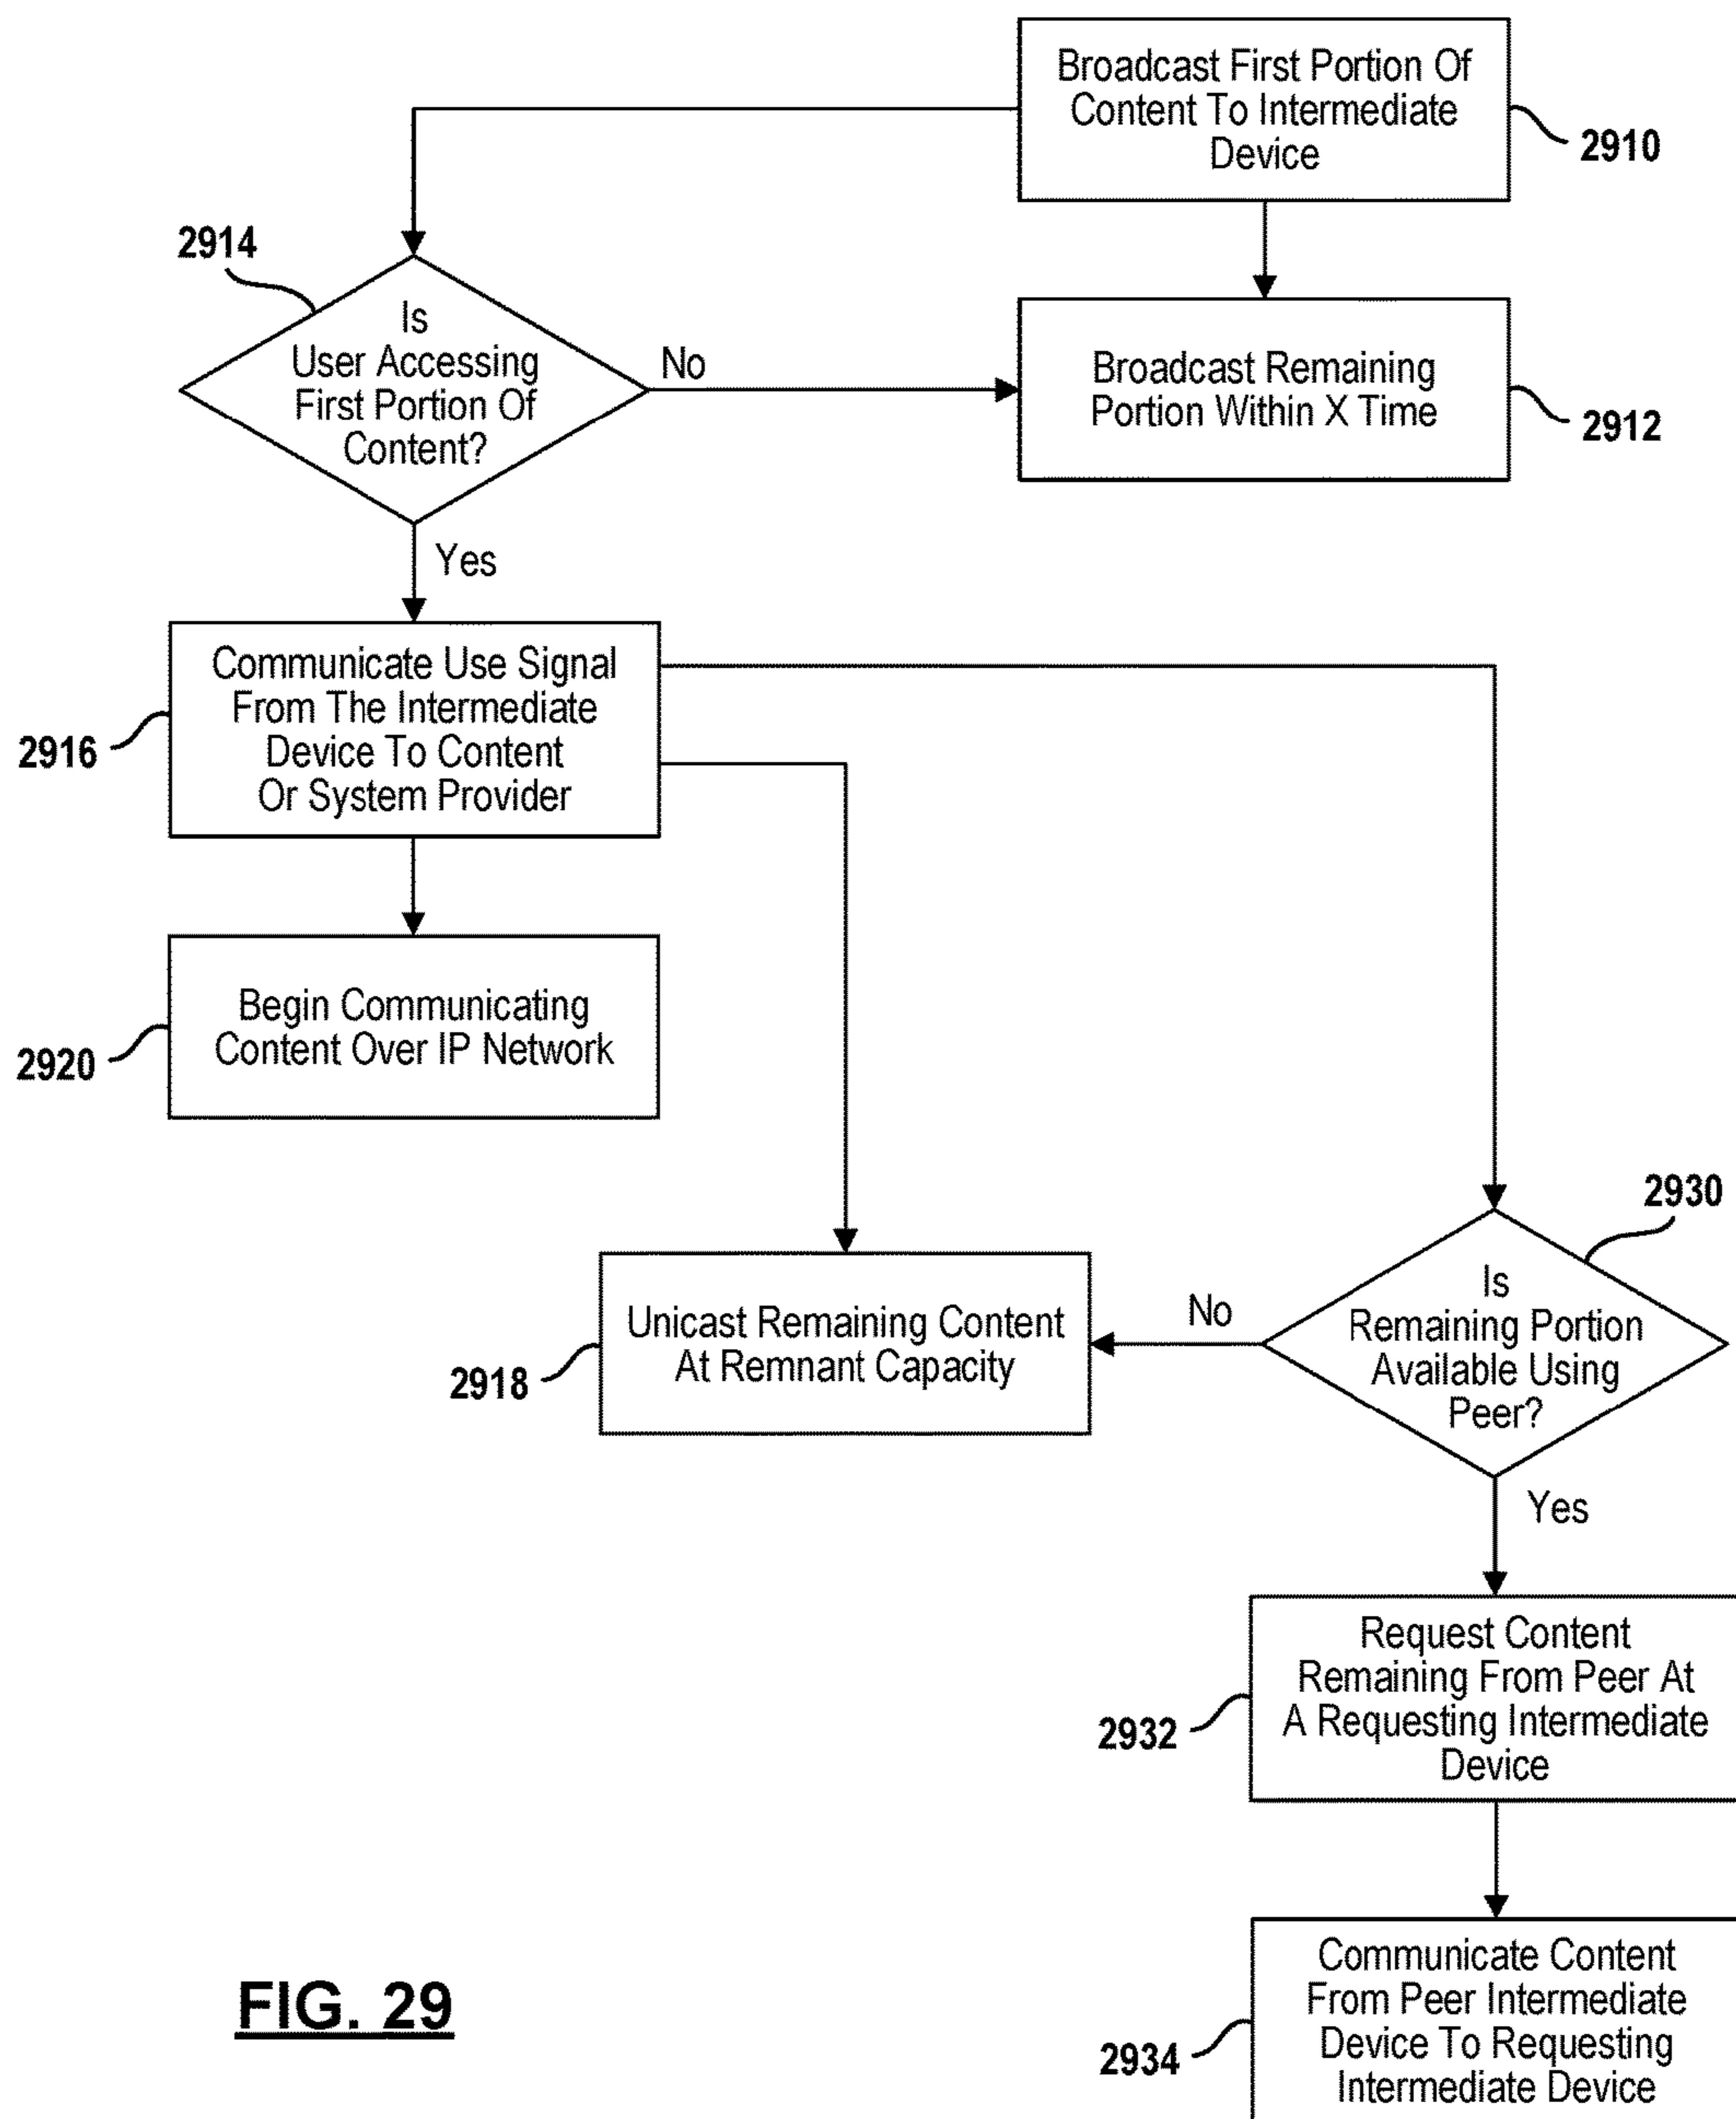 Broadcast First Portion Of
Content To Intermediate
Device
2910
2914
Is
User Accessing
First Portion Of
Content?
No
Broadcast Remaining
Portion Within X Time
2912
Yes
Communicate Use Signal
From The Intermediate
Device To Content
Or System Provider
2916
Begin Communicating
Content Over IP Network
2920
2930
Is
Remaining Portion
Available Using
Peer?
No
Unicast Remaining Content
At Remnant Capacity
2918
Yes
Request Content
Remaining From Peer At
A Requesting Intermediate
Device
2932
Communicate Content
From Peer Intermediate
Device To Requesting
Intermediate Device
2934
FIG. 29